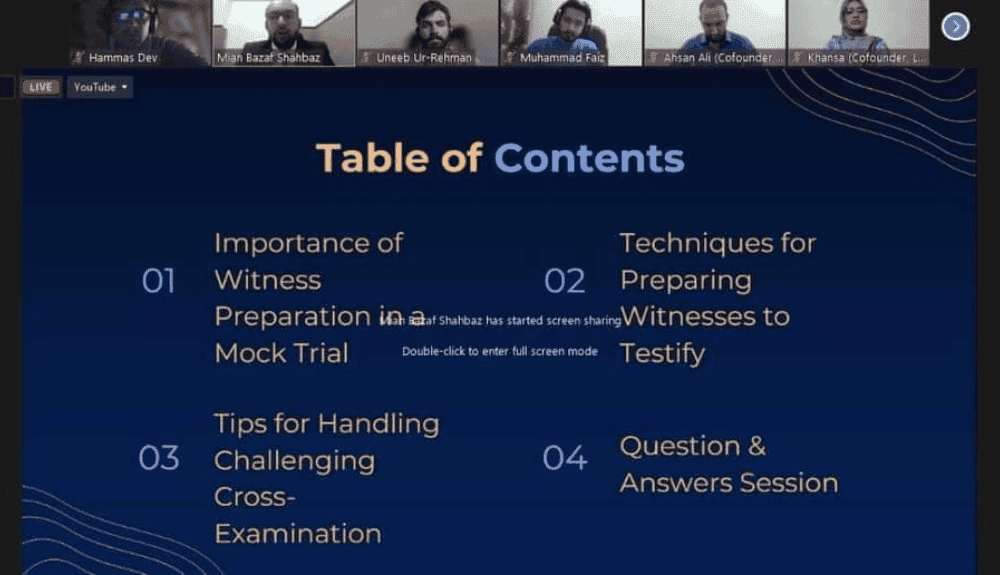 Hammas Dev
Mian Bazaf Shahbaz
Uneeb Ur-Rehman
Muhammad Faiz
Ahsan Ali (Cofounder...
Khansa (Cofounder, L...
LIVE
YouTube
Table of Contents
01
Importance of
Witness
Preparation in a
Mock Trial
02
Techniques for
Preparing
Witnesses to
Testify
Mian Bazaf Shahbaz has started screen sharing
Double-click to enter full screen mode
03
Tips for Handling
Challenging
Cross-
Examination
04
Question &
Answers Session